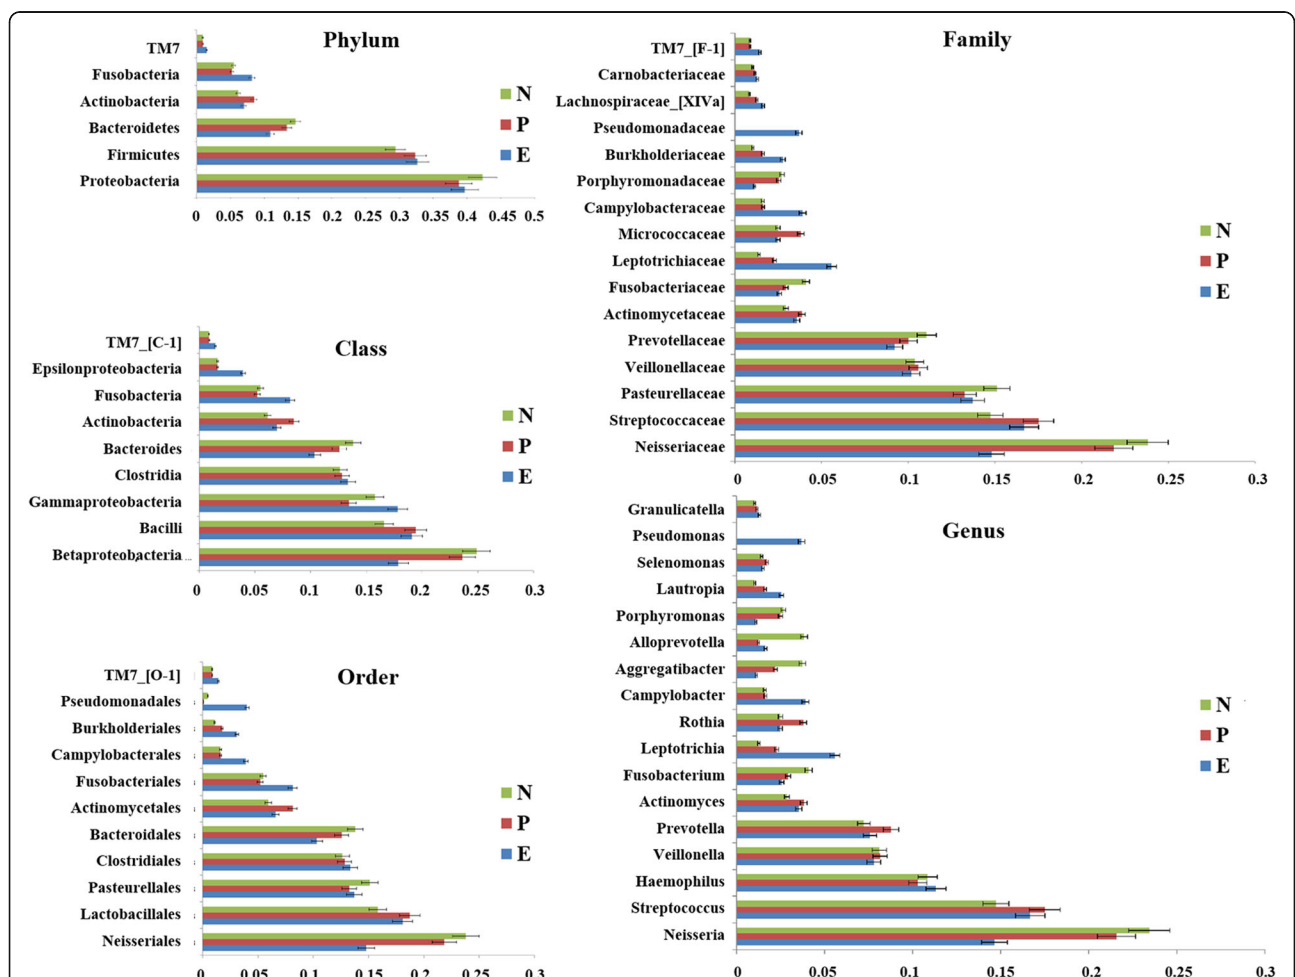 Phylum
TM7
Fusobacteria
Actinobacteria
Bacteroidetes
Firmicutes
Proteobacteria
N
P
E
0 0.05 0.1 0.15 0.2 0.25 0.3 0.35 0.4 0.45 0.5
Class
TM7_[C-1]
Epsilonproteobacteria
Fusobacteria
Actinobacteria
Bacteroides
Clostridia
Gammaproteobacteria
Bacilli
Betaproteobacteria
N
P
E
0 0.05 0.1 0.15 0.2 0.25 0.3
Order
TM7_[O-1]
Pseudomonadales
Burkholderiales
Campylobacterales
Fusobacteriales
Actinomycetales
Bacteroidales
Clostridiales
Pasteurellales
Lactobacillales
Neisseriales
N
P
E
0 0.05 0.1 0.15 0.2 0.25 0.3
Family
TM7_[F-1]
Carnobacteriaceae
Lachnospiraceae_[XIVa]
Pseudomonadaceae
Burkholderiaceae
Porphyromonadaceae
Campylobacteraceae
Micrococcaceae
Leptotrichiaceae
Fusobacteriaceae
Actinomycetaceae
Prevotellaceae
Veillonellaceae
Pasteurellaceae
Streptococcaceae
Neisseriaceae
N
P
E
0 0.05 0.1 0.15 0.2 0.25 0.3
Genus
Granulicatella
Pseudomonas
Selenomonas
Lautropia
Porphyromonas
Alloprevotella
Aggregatibacter
Campylobacter
Rothia
Leptotrichia
Fusobacterium
Actinomyces
Prevotella
Veillonella
Haemophilus
Streptococcus
Neisseria
N
P
E
0 0.05 0.1 0.15 0.2 0.25 0.3